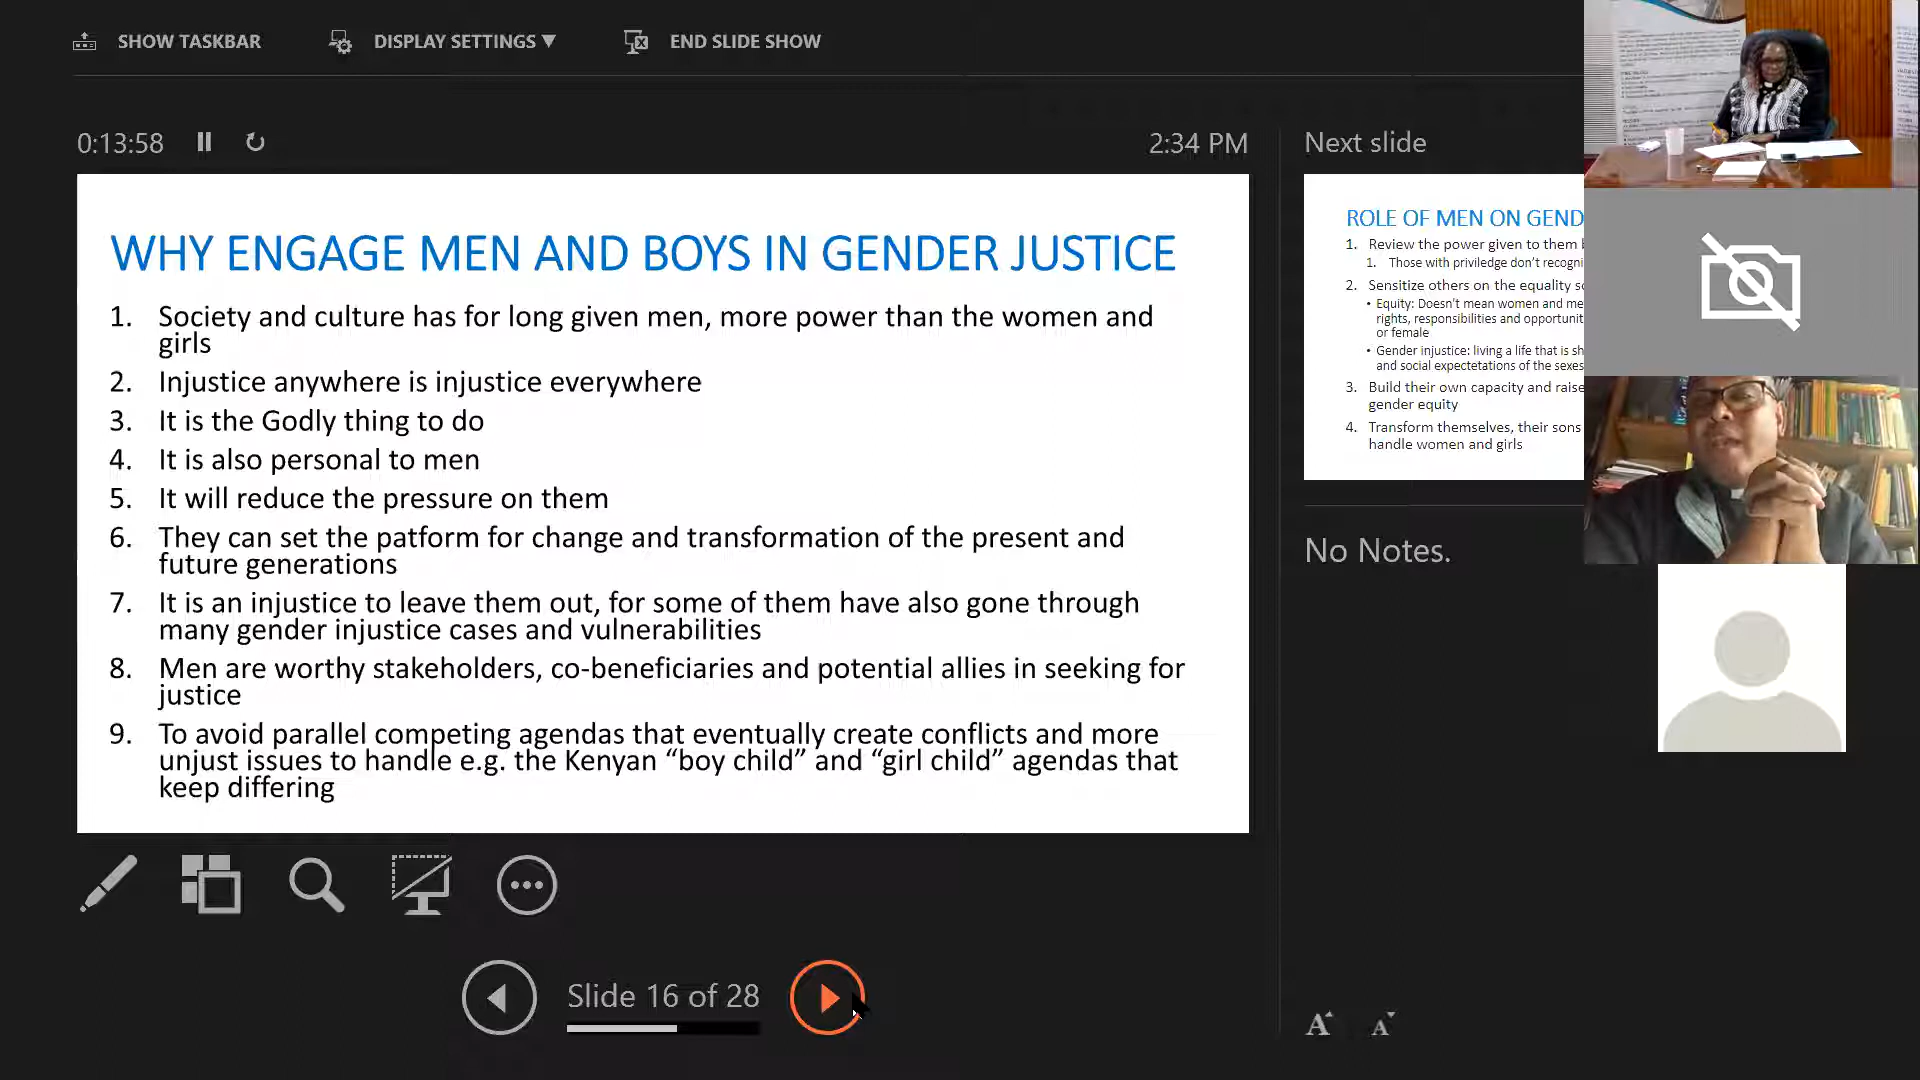 SHOW TASKBAR
DISPLAY SETTINGS ▼
END SLIDE SHOW
0:13:58
2:34 PM
Next slide
WHY ENGAGE MEN AND BOYS IN GENDER JUSTICE
1. Society and culture has for long given men, more power than the women and
girls
2. Injustice anywhere is injustice everywhere
3. It is the Godly thing to do
4. It is also personal to men
5. It will reduce the pressure on them
6. They can set the patform for change and transformation of the present and
future generations
7. It is an injustice to leave them out, for some of them have also gone through
many gender injustice cases and vulnerabilities
8. Men are worthy stakeholders, co-beneficiaries and potential allies in seeking for
justice
9. To avoid parallel competing agendas that eventually create conflicts and more
unjust issues to handle e.g. the Kenyan “boy child” and “girl child” agendas that
keep differing
ROLE OF MEN ON GEND
1. Review the power given to them
1. Those with priviledge don't recogni
2. Sensitize others on the equality
• Equity: Doesn't mean women and me
rights, responsibilities and opportunit
or female
• Gender injustice: living a life that is sh
and social expectetations of the sexes
3. Build their own capacity and raise
gender equity
4. Transform themselves, their sons
handle women and girls
No Notes.
Slide 16 of 28
A A